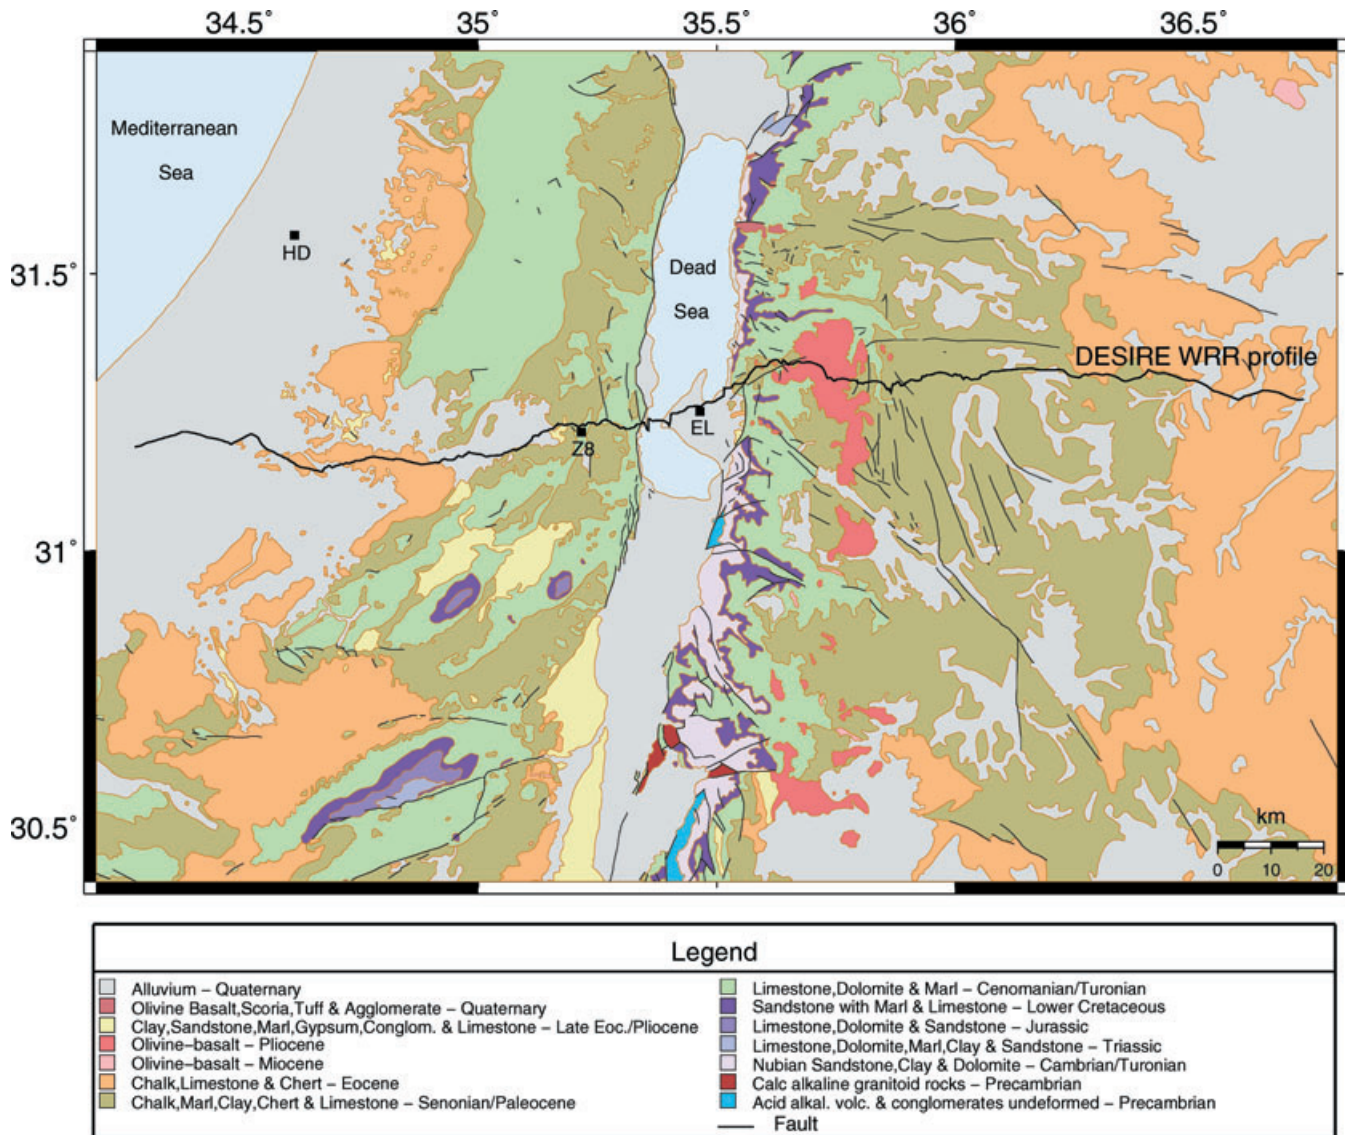 34.5˚ 35˚ 35.5˚ 36˚ 36.5˚
Mediterranean
Sea
HD
31.5˚
Dead
Sea
DESIRE WRR profile
EL
Z8
31˚
30.5˚
km
0 10 20
Legend
Alluvium – Quaternary
Olivine Basalt,Scoria,Tuff & Agglomerate – Quaternary
Clay,Sandstone,Marl,Gypsum,Conglom. & Limestone – Late Eoc./Pliocene
Olivine–basalt – Pliocene
Olivine–basalt – Miocene
Chalk,Limestone & Chert – Eocene
Chalk,Marl,Clay,Chert & Limestone – Senonian/Paleocene
Limestone,Dolomite & Marl – Cenomanian/Turonian
Sandstone with Marl & Limestone – Lower Cretaceous
Limestone,Dolomite & Sandstone – Jurassic
Limestone,Dolomite,Marl,Clay & Sandstone – Triassic
Nubian Sandstone,Clay & Dolomite – Cambrian/Turonian
Calc alkaline granitoid rocks – Precambrian
Acid alkal. volc. & conglomerates undeformed – Precambrian
Fault